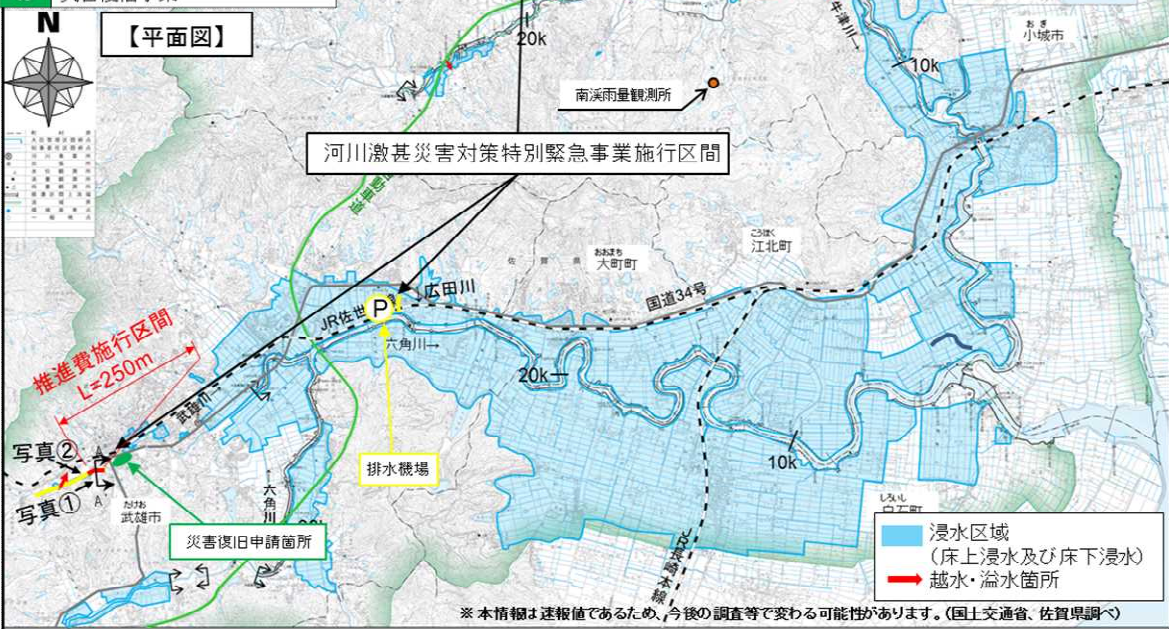 N
【平面図】
20k
牛津川→
おぎ
小城市
10k
南渓雨量観測所
河川激甚災害対策特別緊急事業施行区間
動車道
ころほく
江北町
おおまち
大町町
佐賀県
広田川
国道34号
P
JR佐世
六角川→
推進費施行区間
L=250m
武雄川→
20k
写真②
A
10k
排水機場
写真①
A'
たけお
武雄市
六角川
しろいし
白石町
災害復旧申請箇所
JR長崎本線
浸水区域
(床上浸水及び床下浸水)
越水・溢水箇所
※本情報は速報値であるため、今後の調査等で変わる可能性があります。(国土交通省、佐賀県調べ)